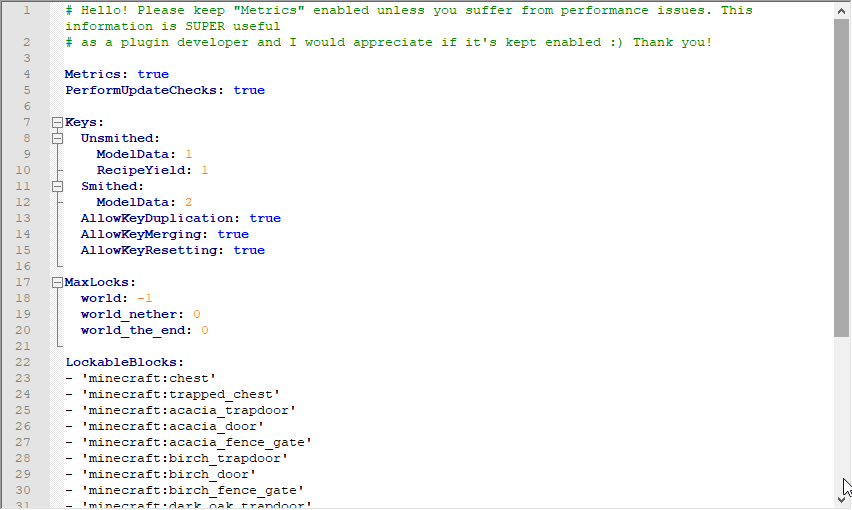 1 # Hello! Please keep "Metrics" enabled unless you suffer from performance issues. This
information is SUPER useful
2 # as a plugin developer and I would appreciate if it's kept enabled :) Thank you!
3
4 Metrics: true
5 PerformUpdateChecks: true
6
7 Keys:
8 Unsmithed:
9 ModelData: 1
10 RecipeYield: 1
11 Smithed:
12 ModelData: 2
13 AllowKeyDuplication: true
14 AllowKeyMerging: true
15 AllowKeyResetting: true
16
17 MaxLocks:
18 world: -1
19 world_nether: 0
20 world_the_end: 0
21
22 LockableBlocks:
23 - 'minecraft:chest'
24 - 'minecraft:trapped_chest'
25 - 'minecraft:acacia_trapdoor'
26 - 'minecraft:acacia_door'
27 - 'minecraft:acacia_fence_gate'
28 - 'minecraft:birch_trapdoor'
29 - 'minecraft:birch_door'
30 - 'minecraft:birch_fence_gate'
31 - 'minecraft:dark_oak_trapdoor'